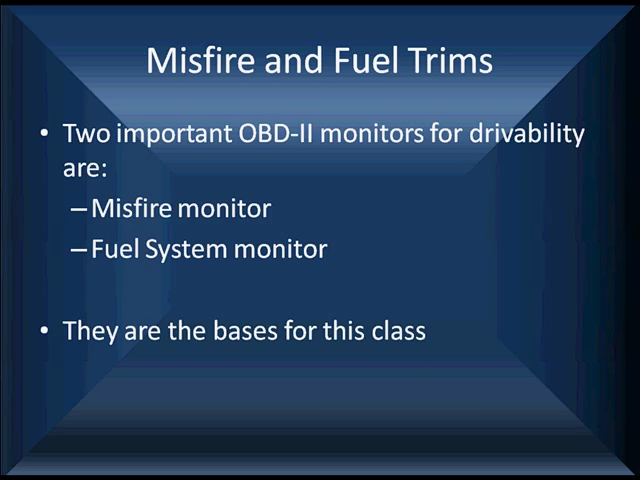 Misfire and Fuel Trims
• Two important OBD-II monitors for drivability
are:
–Misfire monitor
–Fuel System monitor
• They are the bases for this class